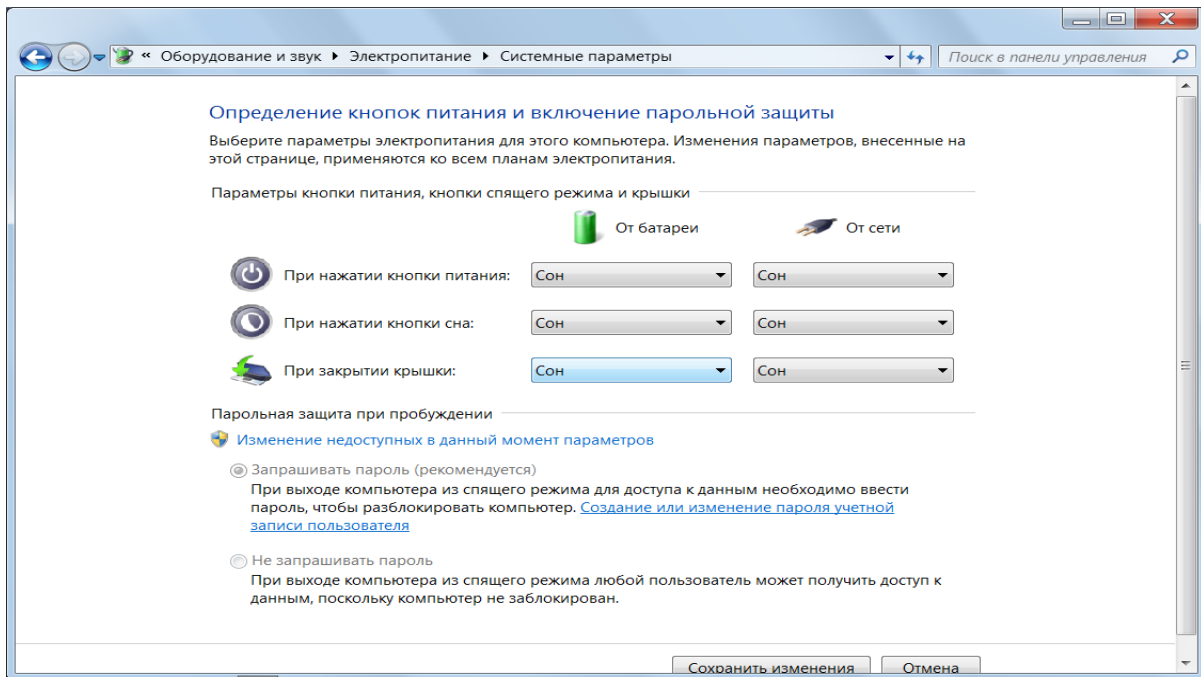 « Оборудование и звук Электропитание Системные параметры Поиск в панели управления
Определение кнопок питания и включение парольной защиты
Выберите параметры электропитания для этого компьютера. Изменения параметров, внесенные на
этой странице, применяются ко всем планам электропитания.
Параметры кнопки питания, кнопки спящего режима и крышки
От батареи От сети
При нажатии кнопки питания: Сон Сон
При нажатии кнопки сна: Сон Сон
При закрытии крышки: Сон Сон
Парольная защита при пробуждении
Изменение недоступных в данный момент параметров
Запрашивать пароль (рекомендуется)
При выходе компьютера из спящего режима для доступа к данным необходимо ввести
пароль, чтобы разблокировать компьютер. Создание или изменение пароля учетной
записи пользователя
Не запрашивать пароль
При выходе компьютера из спящего режима любой пользователь может получить доступ к
данным, поскольку компьютер не заблокирован.
Сохранить изменения Отмена